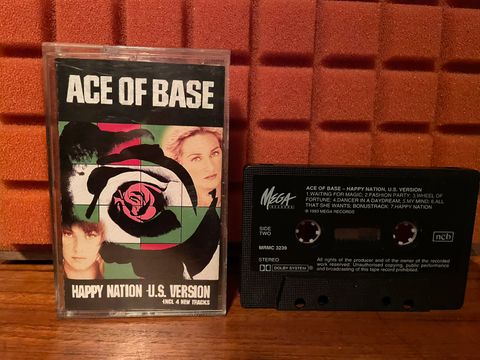 ACE OF BASE
HAPPY NATION U.S. VERSION
INCL. 4 NEW TRACKS
MEGA
RECORDS
ACE OF BASE – HAPPY NATION, U.S. VERSION
1.WAITING FOR MAGIC; 2.FASHION PARTY; 3.WHEEL OF
FORTUNE; 4.DANCER IN A DAYDREAM; 5.MY MIND; 6.ALL
THAT SHE WANTS; BONUSTRACK: 7.HAPPY NATION
℗ 1993 MEGA RECORDS
SIDE
TWO
ncb
MRMC 3239
STEREO
DOLBY SYSTEM
All rights of the producer and of the owner of the recorded
work reserved. Unauthorised copying, public performance
and broadcasting of this tape record prohibited.